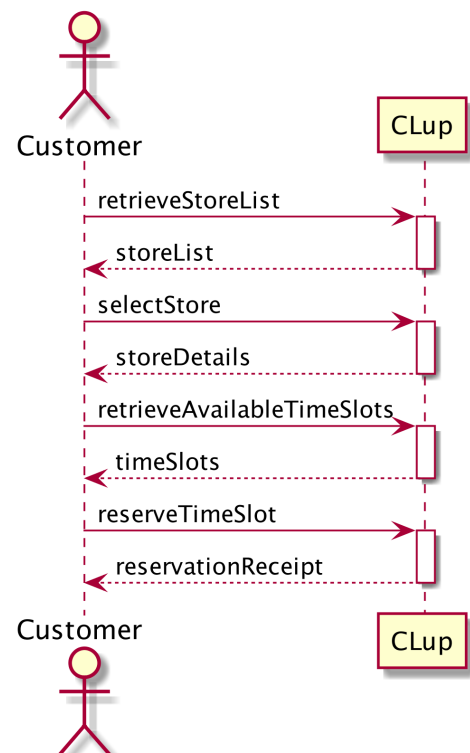 Customer
CLup
retrieveStoreList
storeList
selectStore
storeDetails
retrieveAvailableTimeSlots
timeSlots
reserveTimeSlot
reservationReceipt
Customer
CLup